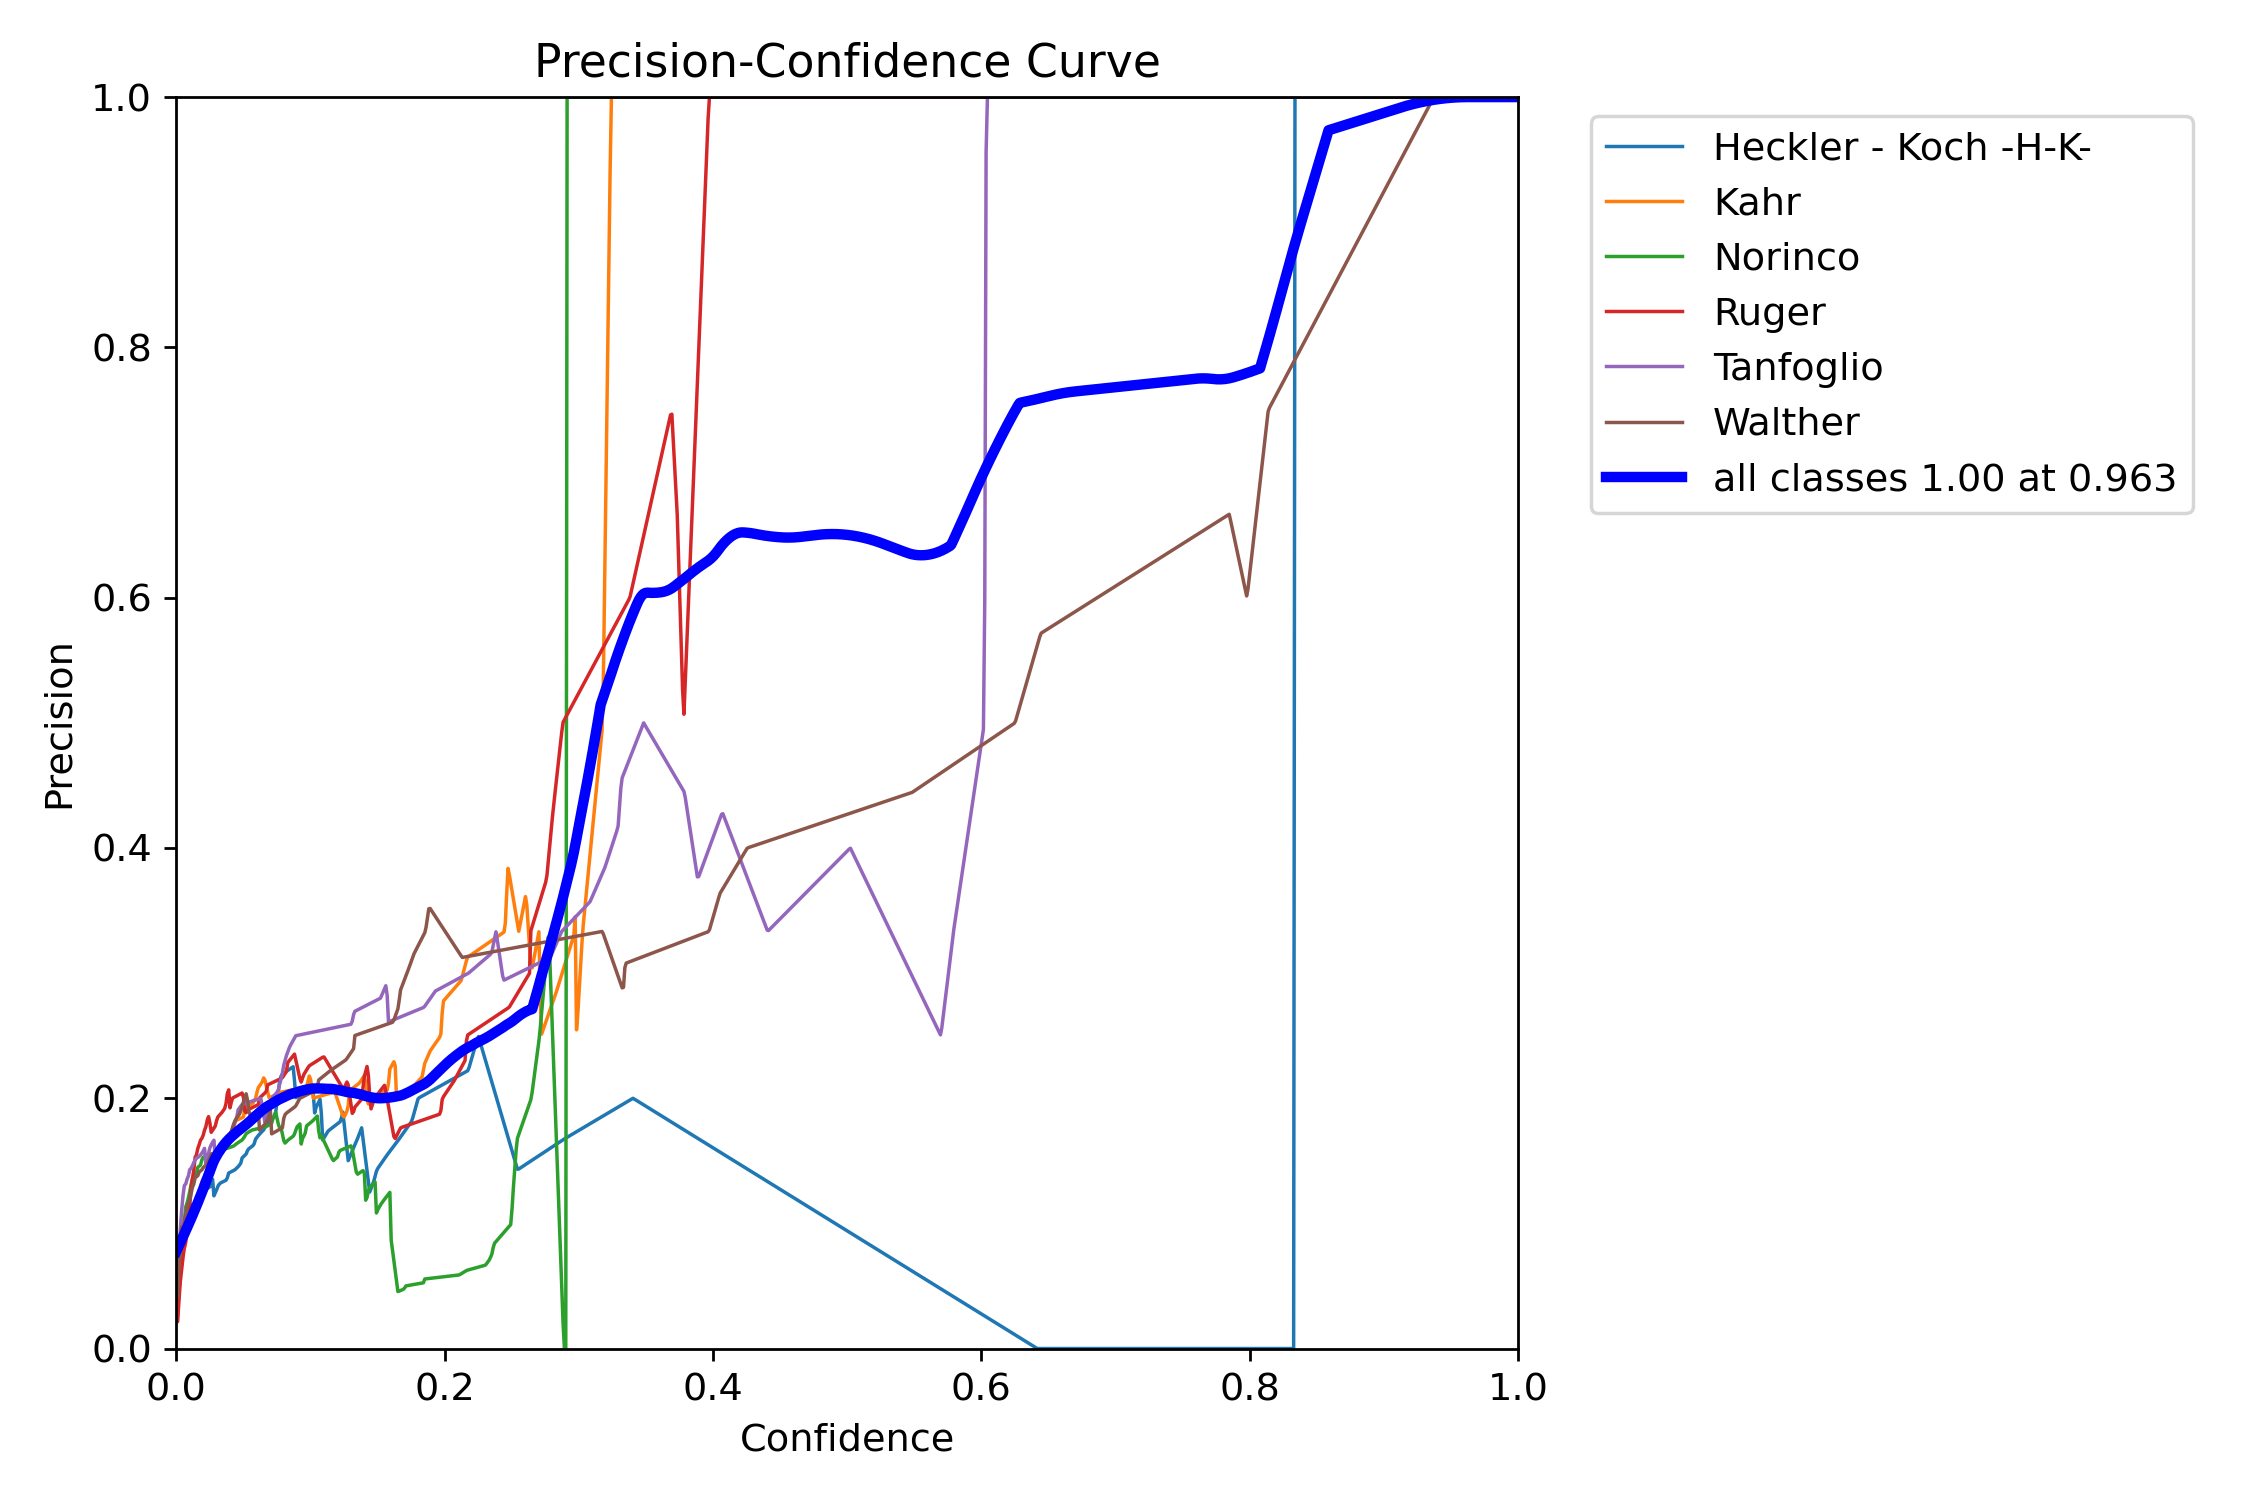 Precision-Confidence Curve
1.0
0.8
0.6
0.4
0.2
0.0
Precision
0.0 0.2 0.4 0.6 0.8 1.0
Confidence
Heckler - Koch -H-K-
Kahr
Norinco
Ruger
Tanfoglio
Walther
all classes 1.00 at 0.963